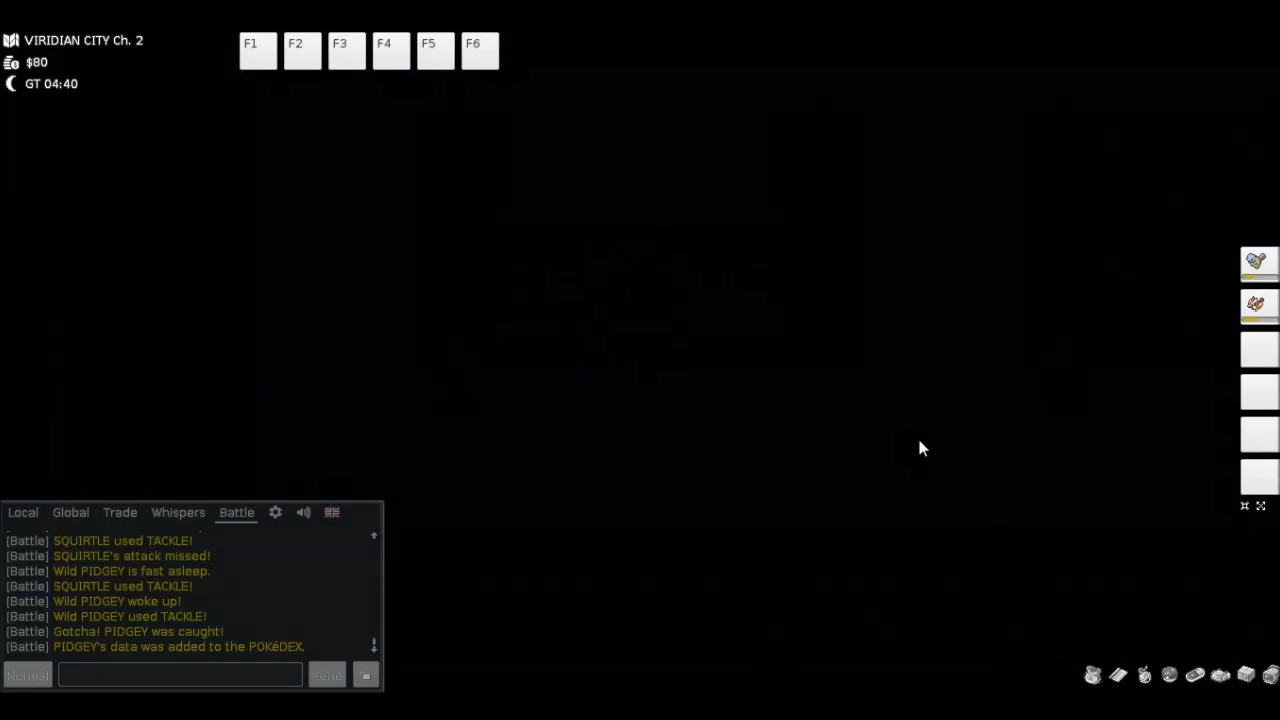 VIRIDIAN CITY Ch. 2
$80
GT 04:40
F1 F2 F3 F4 F5 F6
Local Global Trade Whispers Battle
[Battle] SQUIRTLE used TACKLE!
[Battle] SQUIRTLE's attack missed!
[Battle] Wild PIDGEY is fast asleep.
[Battle] SQUIRTLE used TACKLE!
[Battle] Wild PIDGEY woke up!
[Battle] Wild PIDGEY used TACKLE!
[Battle] Gotcha! PIDGEY was caught!
[Battle] PIDGEY's data was added to the POKéDEX.
Normal Send